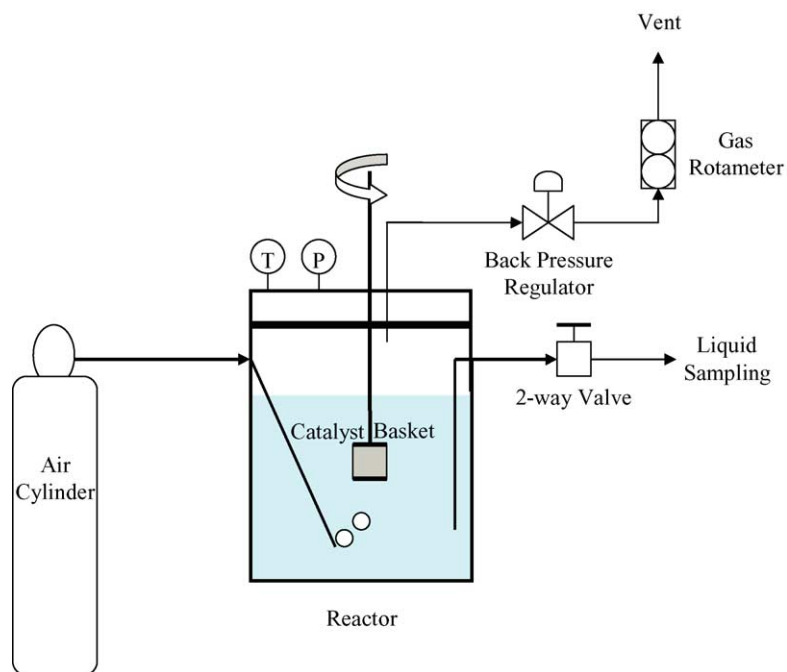 Vent
Gas
Rotameter
T
P
Back Pressure
Regulator
Liquid
Sampling
2-way Valve
Catalyst Basket
Air
Cylinder
Reactor